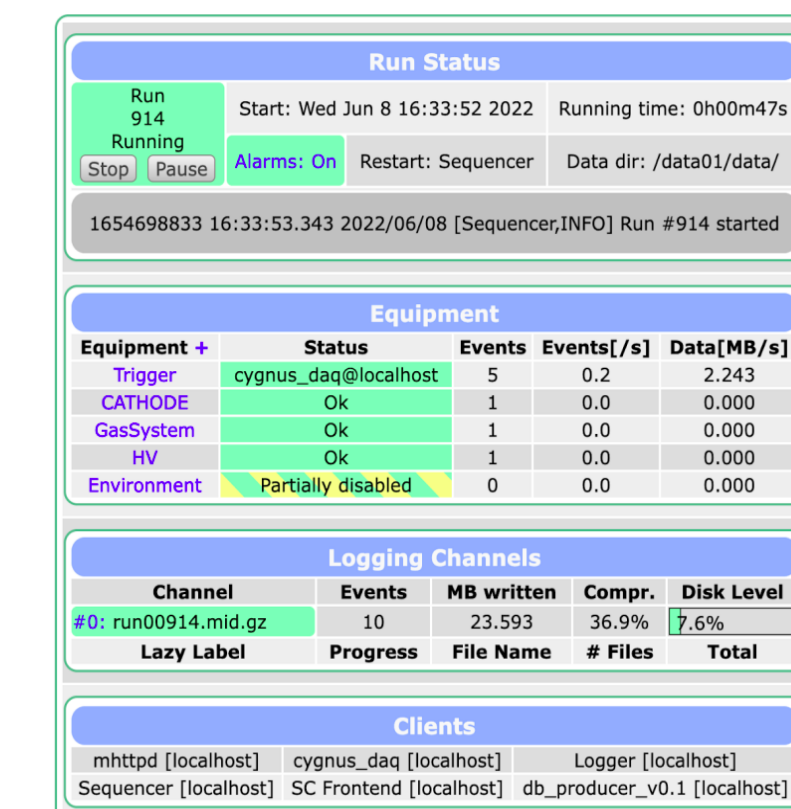 Run Status
Run
914
Running
Stop Pause
Start: Wed Jun 8 16:33:52 2022 Running time: 0h00m47s
Alarms: On Restart: Sequencer Data dir: /data01/data/
1654698833 16:33:53.343 2022/06/08 [Sequencer,INFO] Run #914 started
Equipment
Equipment + Status Events Events[/s] Data[MB/s]
Trigger cygnus_daq@localhost 5 0.2 2.243
CATHODE Ok 1 0.0 0.000
GasSystem Ok 1 0.0 0.000
HV Ok 1 0.0 0.000
Environment Partially disabled 0 0.0 0.000
Logging Channels
Channel Events MB written Compr. Disk Level
#0: run00914.mid.gz 10 23.593 36.9% 7.6%
Lazy Label Progress File Name # Files Total
Clients
mhttpd [localhost] cygnus_daq [localhost] Logger [localhost]
Sequencer [localhost] SC Frontend [localhost] db_producer_v0.1 [localhost]